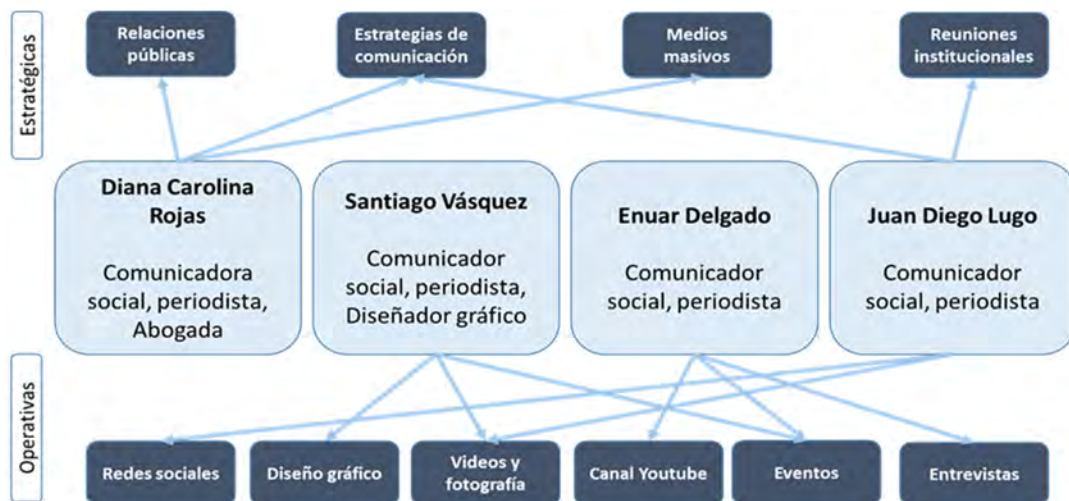 Estratégicas
Relaciones
públicas
Estrategias de
comunicación
Medios
masivos
Reuniones
institucionales
Diana Carolina
Rojas
Comunicadora
social, periodista,
Abogada
Santiago Vásquez
Comunicador
social, periodista,
Diseñador gráfico
Enuar Delgado
Comunicador
social, periodista
Juan Diego Lugo
Comunicador
social, periodista
Operativas
Redes sociales
Diseño gráfico
Videos y
fotografía
Canal Youtube
Eventos
Entrevistas